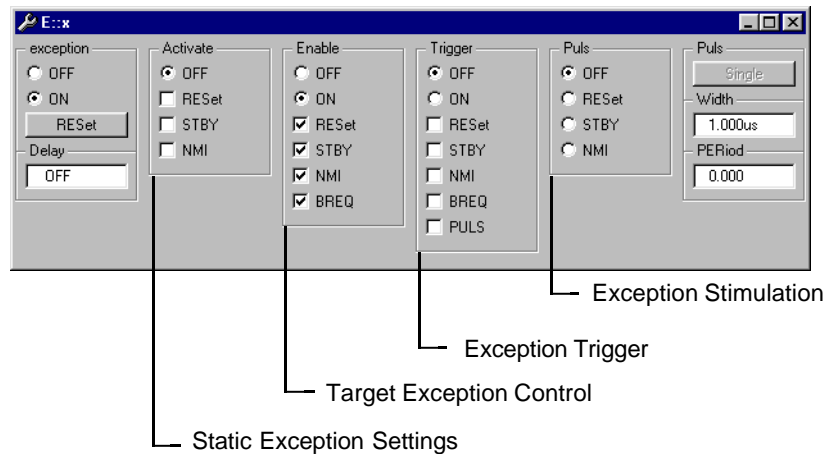 E::x
exception
OFF
ON
RESet
Delay
OFF
Activate
OFF
RESet
STBY
NMI
Enable
OFF
ON
RESet
STBY
NMI
BREQ
Trigger
OFF
ON
RESet
STBY
NMI
BREQ
PULS
Puls
OFF
RESet
STBY
NMI
Puls
Single
Width
1.000us
PERiod
0.000
Exception Stimulation
Exception Trigger
Target Exception Control
Static Exception Settings